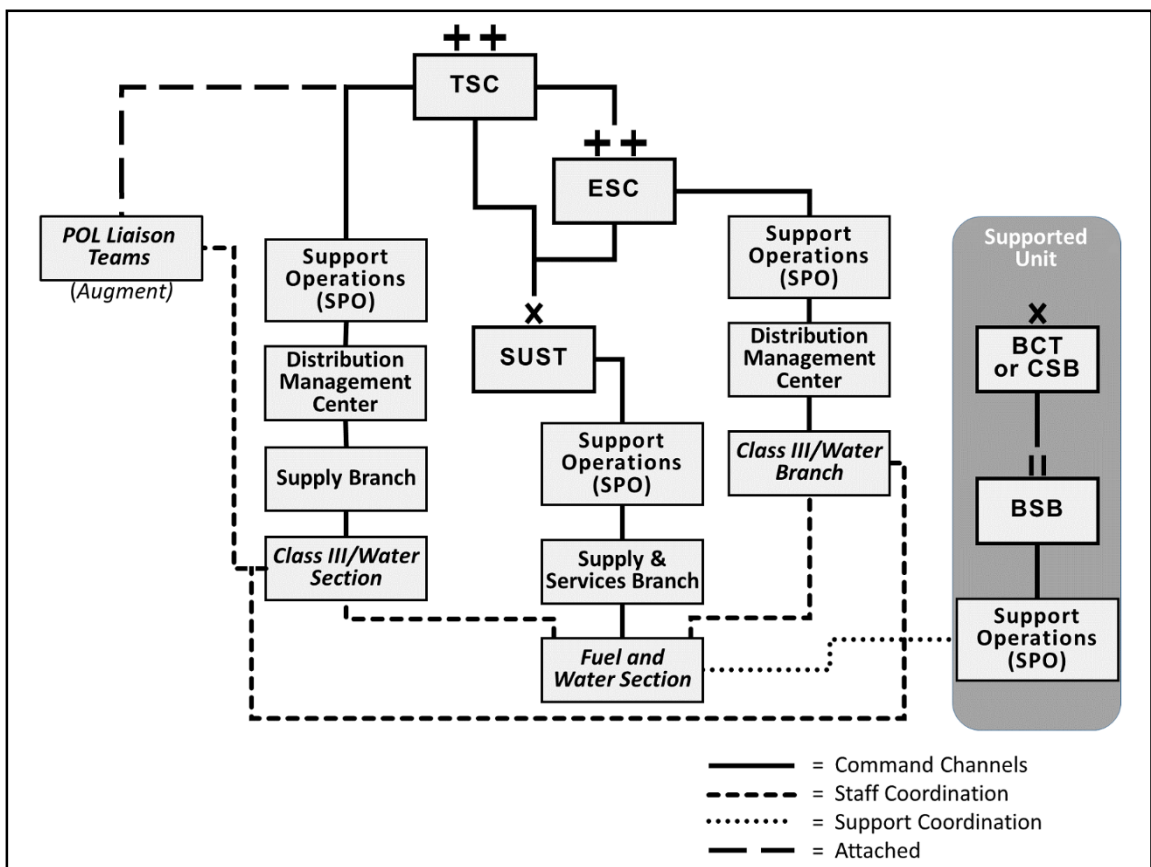 ++
TSC
++
ESC
POL Liaison
Teams
(Augment)
Support
Operations
(SPO)
Distribution
Management
Center
Supply Branch
Class III/Water
Section
X
SUST
Support
Operations
(SPO)
Supply &
Services Branch
Fuel and
Water Section
Support
Operations
(SPO)
Distribution
Management
Center
Class III/Water
Branch
Supported
Unit
X
BCT
or CSB
II
BSB
Support
Operations
(SPO)
= Command Channels
= Staff Coordination
= Support Coordination
= Attached